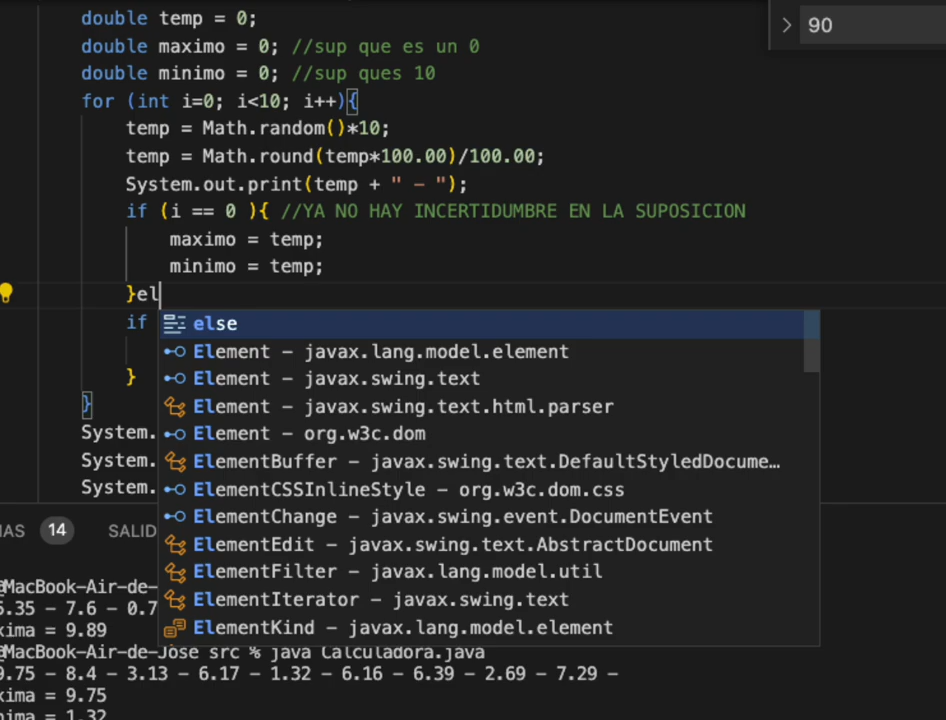 double temp = 0;
90
double maximo = 0; //sup que es un 0
double minimo = 0; //sup ques 10
for (int i=0; i<10; i++){
temp = Math.random()*10;
temp = Math.round(temp*100.00)/100.00;
System.out.print(temp + " - ");
if (i == 0 ){ //YA NO HAY INCERTIDUMBRE EN LA SUPOSICION
maximo = temp;
minimo = temp;
}el
if
else
Element - javax.lang.model.element
Element - javax.swing.text
}
Element - javax.swing.text.html.parser
}
System.
Element - org.w3c.dom
System.
ElementBuffer - javax.swing.text.DefaultStyledDocume...
System.
ElementCSSInlineStyle - org.w3c.dom.css
ElementChange - javax.swing.event.DocumentEvent
MAS 14 SALID
ElementEdit - javax.swing.text.AbstractDocument
ElementFilter - javax.lang.model.util
ElementIterator - javax.swing.text
ElementKind - javax.lang.model.element
@MacBook-Air-de-
5.35 - 7.6 - 0.7
xima = 9.89
@MacBook-Air-de-Jose src % java Calculadora.java
9.75 - 8.4 - 3.13 - 6.17 - 1.32 - 6.16 - 6.39 - 2.69 - 7.29 -
xima = 9.75
nima = 1.32